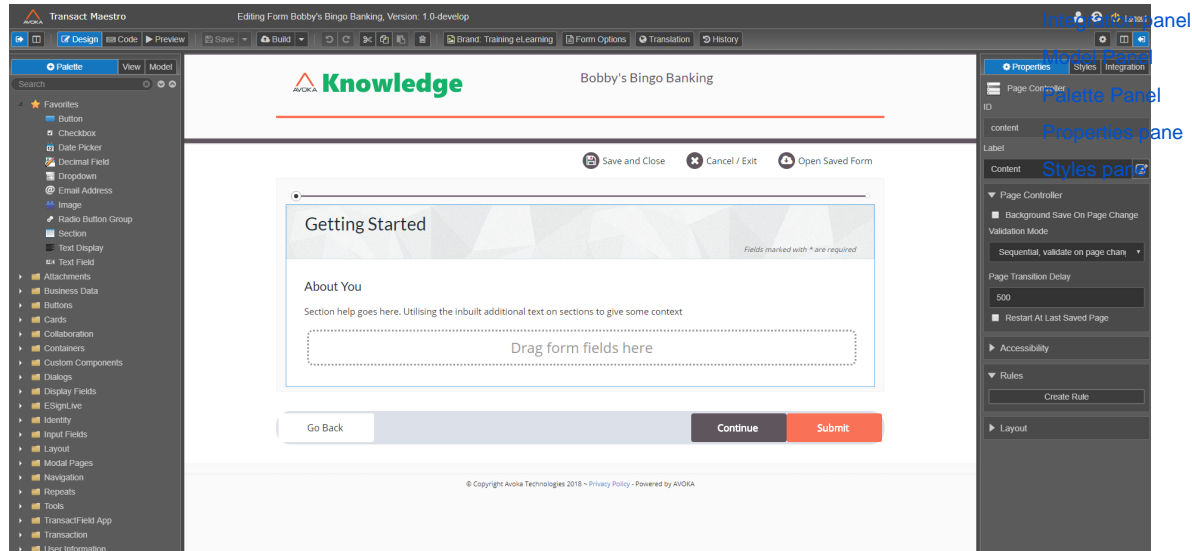 AVOKA Transact Maestro
Editing Form Bobby's Bingo Banking, Version: 1.0-develop
Integration panel
Design Code Preview Save Build Brand: Training eLearning Form Options Translation History
Model Panel
Palette View Model
Search
Favorites
Button
Checkbox
Date Picker
Decimal Field
Dropdown
Email Address
Image
Radio Button Group
Section
Text Display
Text Field
Attachments
Business Data
Buttons
Cards
Collaboration
Containers
Custom Components
Dialogs
Display Fields
ESignLive
Identity
Input Fields
Layout
Modal Pages
Navigation
Repeats
Tools
TransactField App
Transaction
User Information
AVOKA Knowledge
Bobby's Bingo Banking
Save and Close Cancel / Exit Open Saved Form
Getting Started
Fields marked with * are required
About You
Section help goes here. Utilising the inbuilt additional text on sections to give some context
Drag form fields here
Go Back Continue Submit
© Copyright Avoka Technologies 2018 ~ Privacy Policy - Powered by AVOKA
Properties Styles Integration
Page Controller
Palette Panel
ID
content
Properties pane
Label
Content
Styles panel
Page Controller
Background Save On Page Change
Validation Mode
Sequential, validate on page chang
Page Transition Delay
500
Restart At Last Saved Page
Accessibility
Rules
Create Rule
Layout